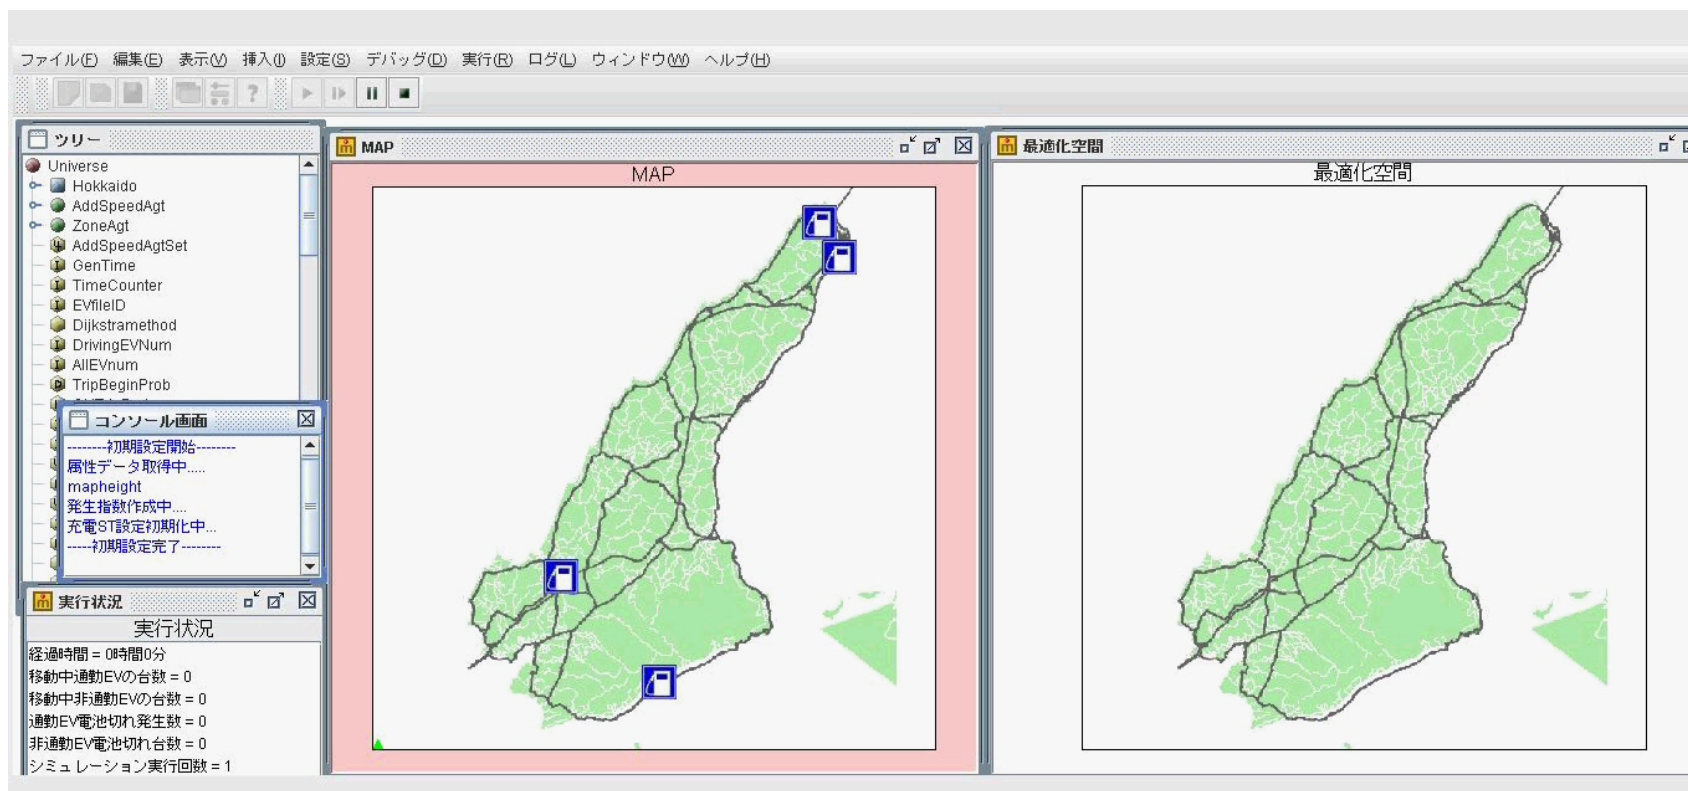 ファイル(F) 編集(E) 表示(V) 挿入(I) 設定(S) デバッグ(D) 実行(R) ログ(L) ウィンドウ(W) ヘルプ(H)
ツリー
Universe
Hokkaido
AddSpeedAgt
ZoneAgt
AddSpeedAgtSet
GenTime
TimeCounter
EVfileID
Dijkstramethod
DrivingEVNum
AllEVnum
TripBeginProb
コンソール画面
--------初期設定開始--------
属性データ取得中.....
mapheight
発生指数作成中....
充電ST設定初期化中...
-----初期設定完了--------
実行状況
実行状況
経過時間 = 0時間0分
移動中通勤EVの台数 = 0
移動中非通勤EVの台数 = 0
通勤EV電池切れ発生数 = 0
非通勤EV電池切れ台数 = 0
シミュレーション実行回数 = 1
MAP
MAP
最適化空間
最適化空間